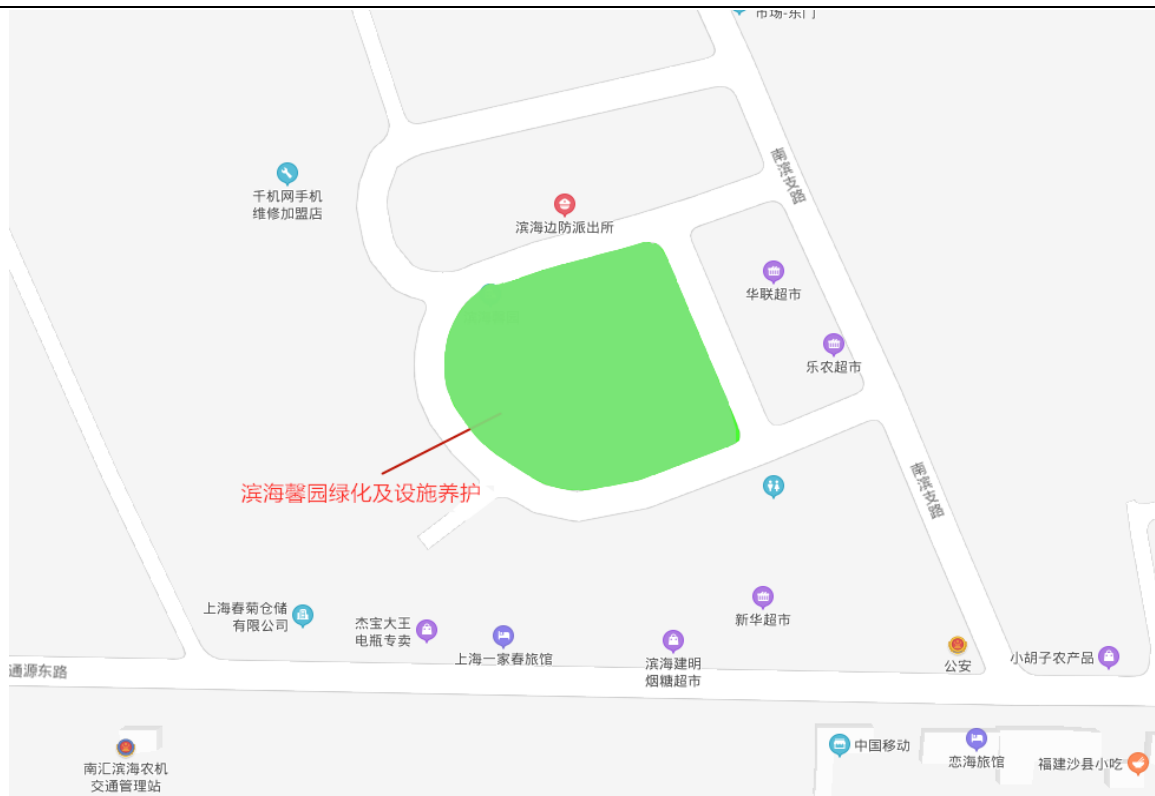 市场-东门
南滨支路
千机网手机
维修加盟店
滨海边防派出所
华联超市
乐农超市
滨海馨园绿化及设施养护
南滨支路
上海春菊仓储
有限公司
杰宝大王
电瓶专卖
上海一家春旅馆
新华超市
滨海建明
烟糖超市
公安
小胡子农产品
通源东路
南汇滨海农机
交通管理站
中国移动
恋海旅馆
福建沙县小吃